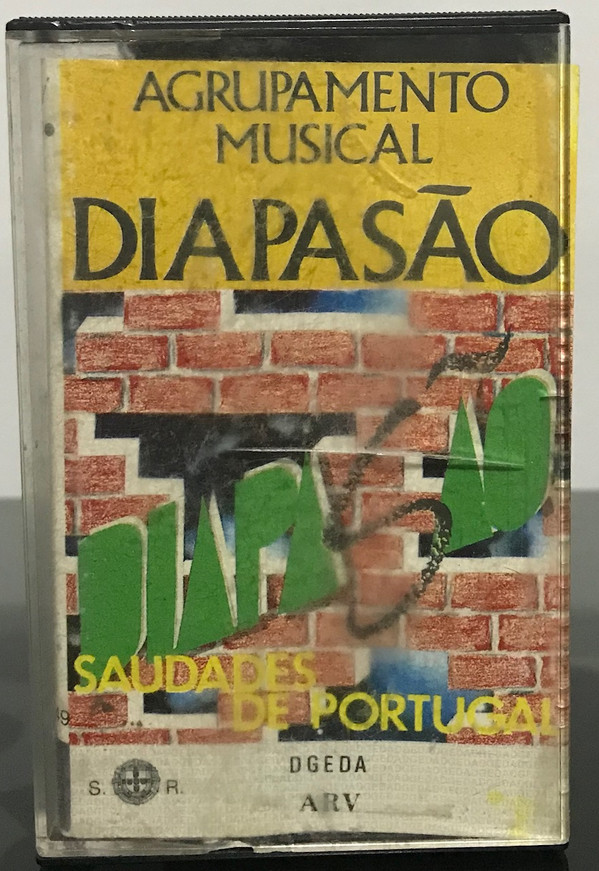 AGRUPAMENTO
MUSICAL
DIAPASÃO
DIAPASÃO
SAUDADES
DE PORTUGAL
DGEDA
S. R.
ARV